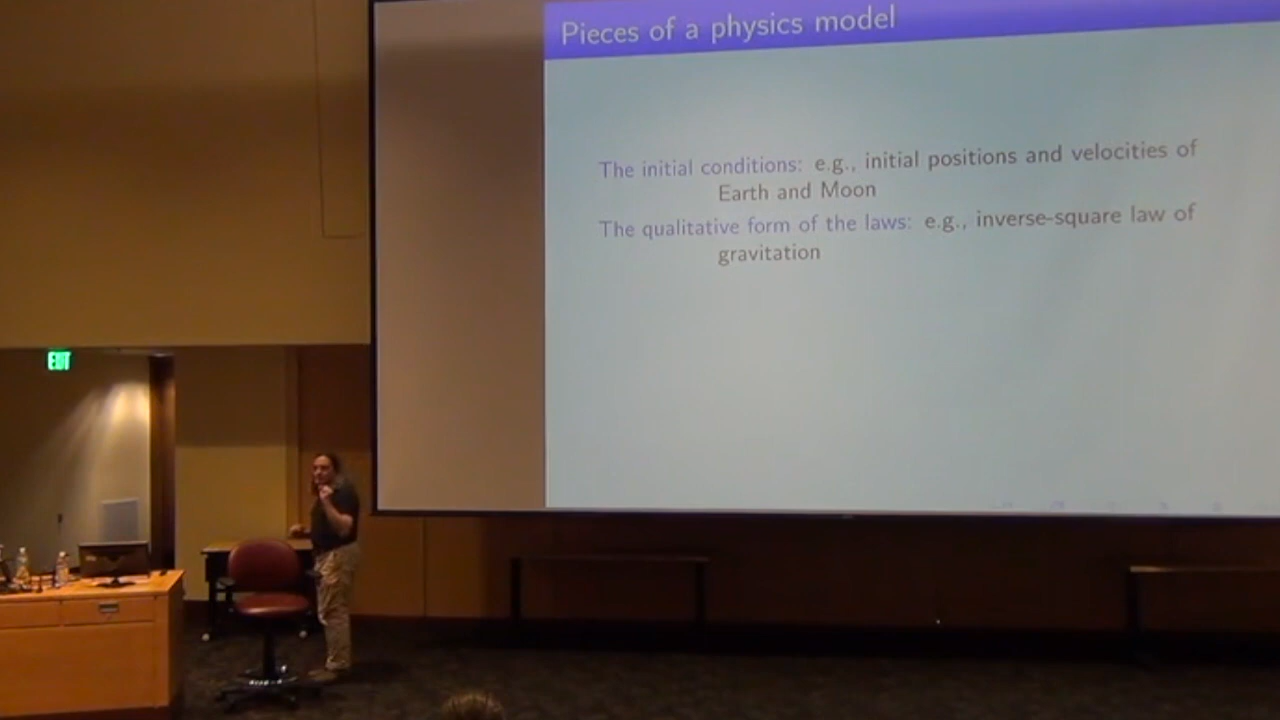 Pieces of a physics model
The initial conditions: e.g., initial positions and velocities of
Earth and Moon
The qualitative form of the laws: e.g., inverse-square law of
gravitation
EXIT